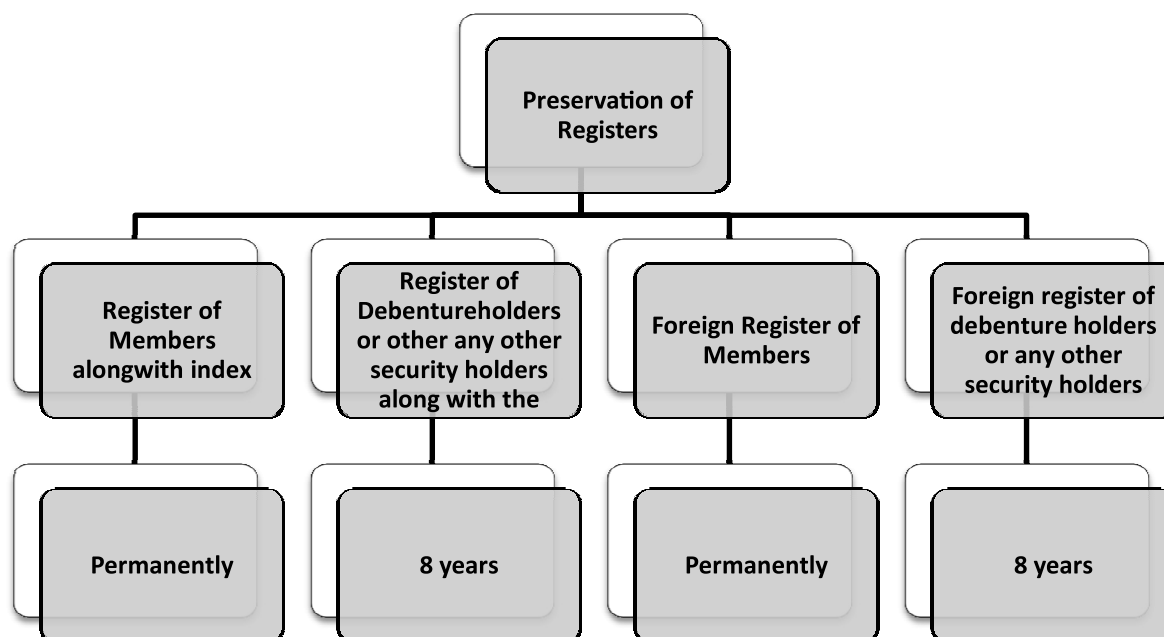 Preservation of
Registers
Register of
Members
alongwith index
Register of
Debentureholders
or other any other
security holders
along with the
Foreign Register of
Members
Foreign register of
debenture holders
or any other
security holders
Permanently
8 years
Permanently
8 years